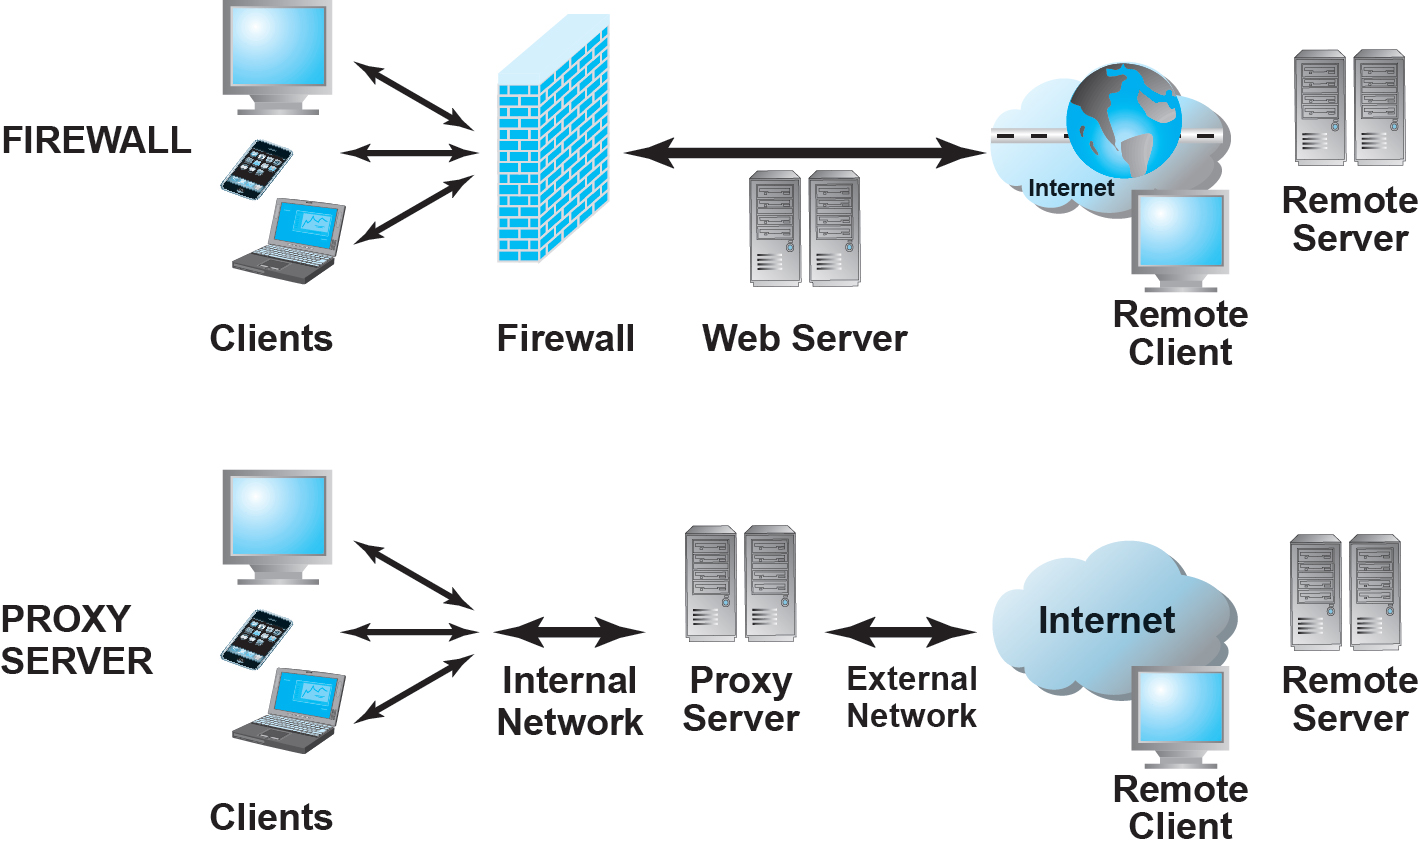 FIREWALL
Internet
Remote
Server
Clients
Firewall
Web Server
Remote
Client
PROXY
SERVER
Internal
Network
Proxy
Server
External
Network
Internet
Remote
Server
Clients
Remote
Client